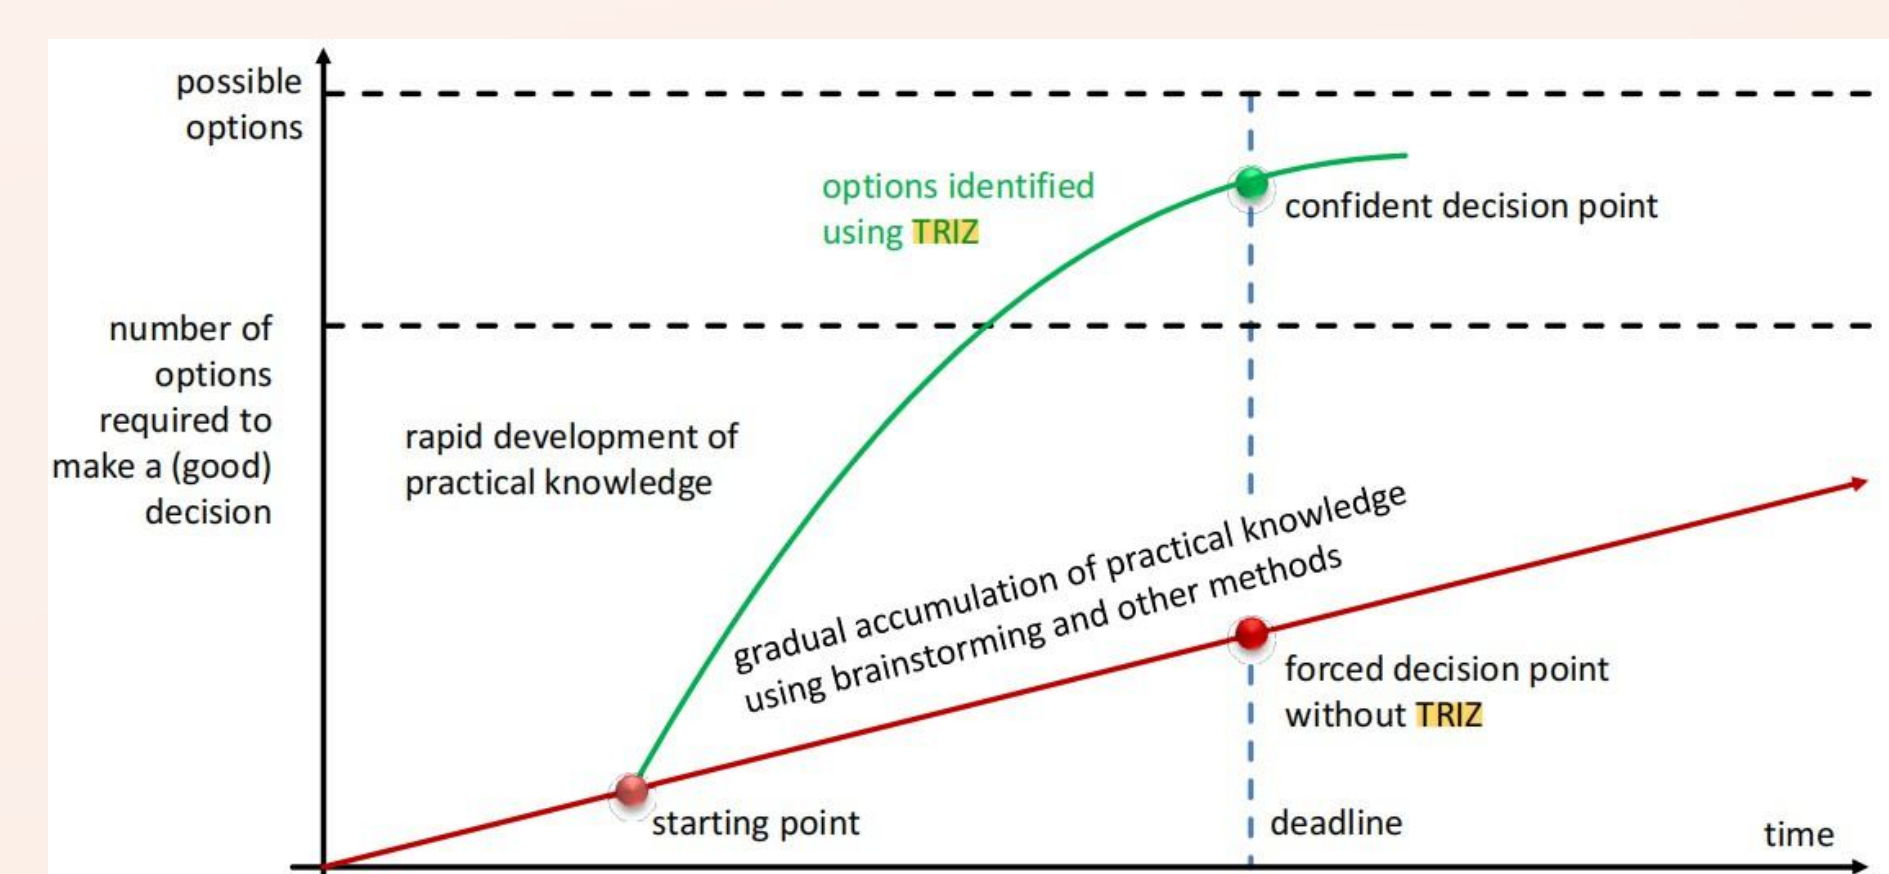 possible
options
options identified
using TRIZ
confident decision point
number of
options
required to
make a (good)
decision
rapid development of
practical knowledge
gradual accumulation of practical knowledge
using brainstorming and other methods
forced decision point
without TRIZ
starting point
deadline
time